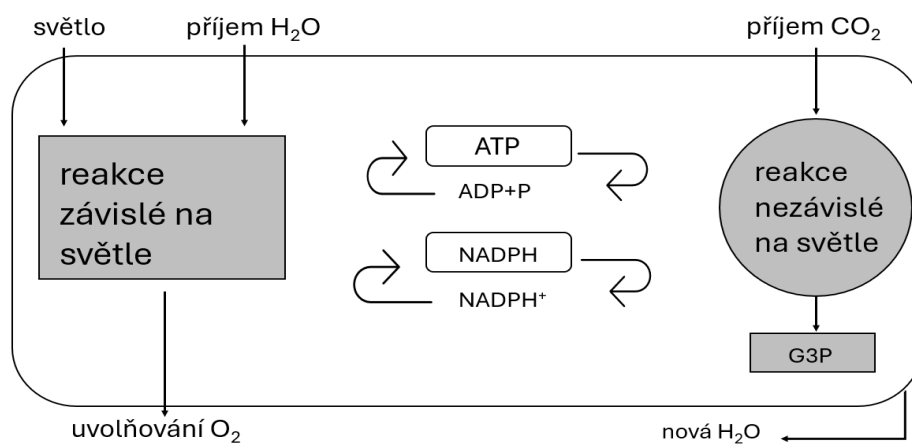 světlo
příjem H₂O
příjem CO₂
reakce
závislé na
světle
ATP
ADP+P
NADPH
NADPH⁺
reakce
nezávislé
na světle
G3P
uvolňování O₂
nová H₂O